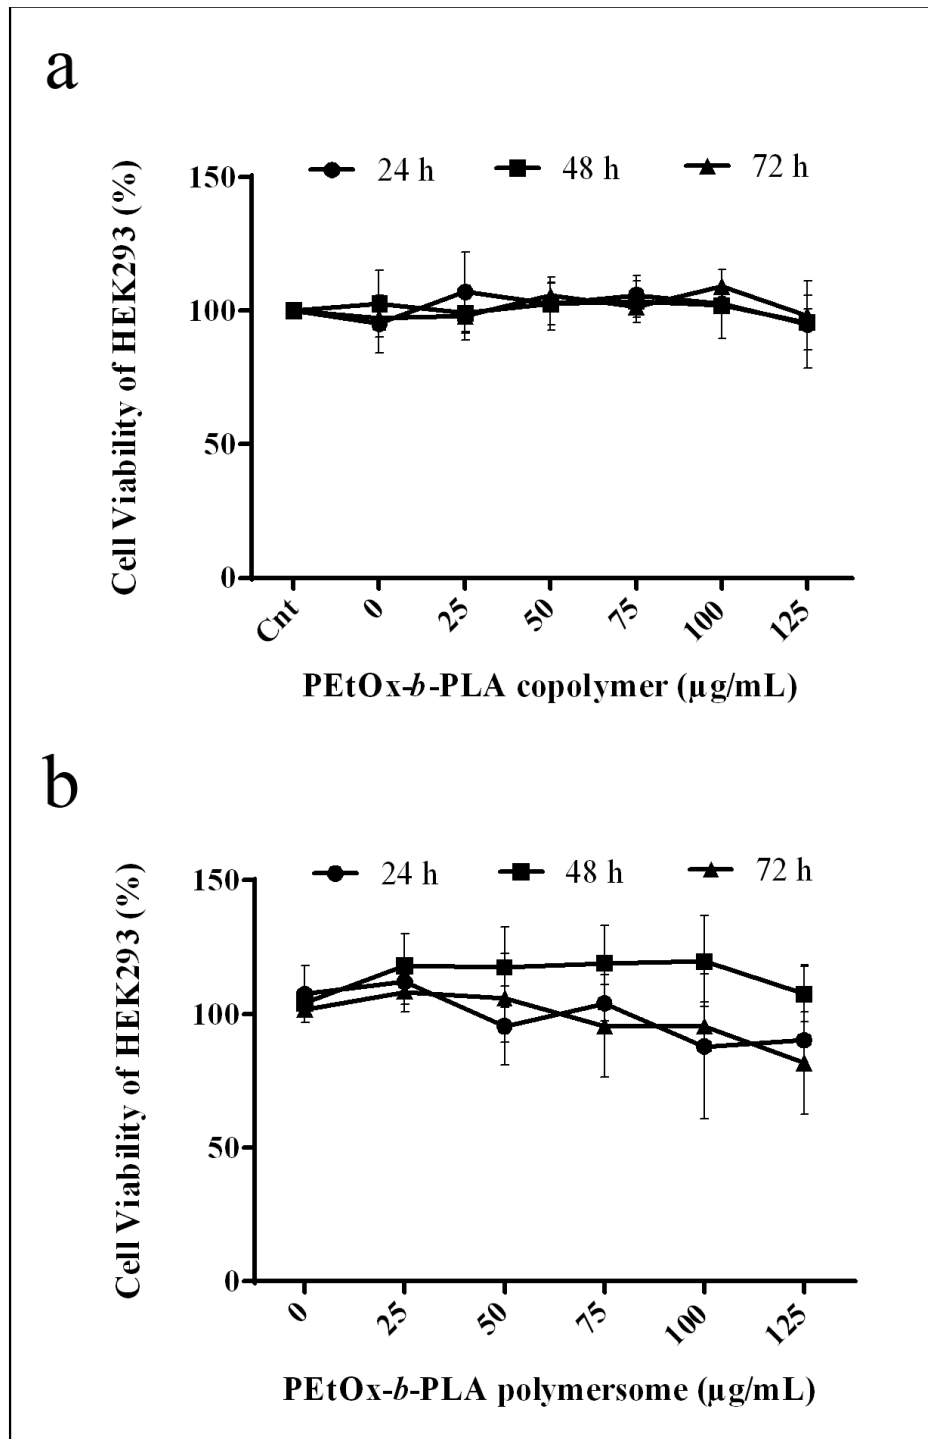 a
24 h 48 h 72 h
Cell Viability of HEK293 (%)
150
100
50
0
Cnt 0 25 50 75 100 125
PEtOx-b-PLA copolymer (µg/mL)
b
24 h 48 h 72 h
Cell Viability of HEK293 (%)
150
100
50
0
0 25 50 75 100 125
PEtOx-b-PLA polymersome (µg/mL)